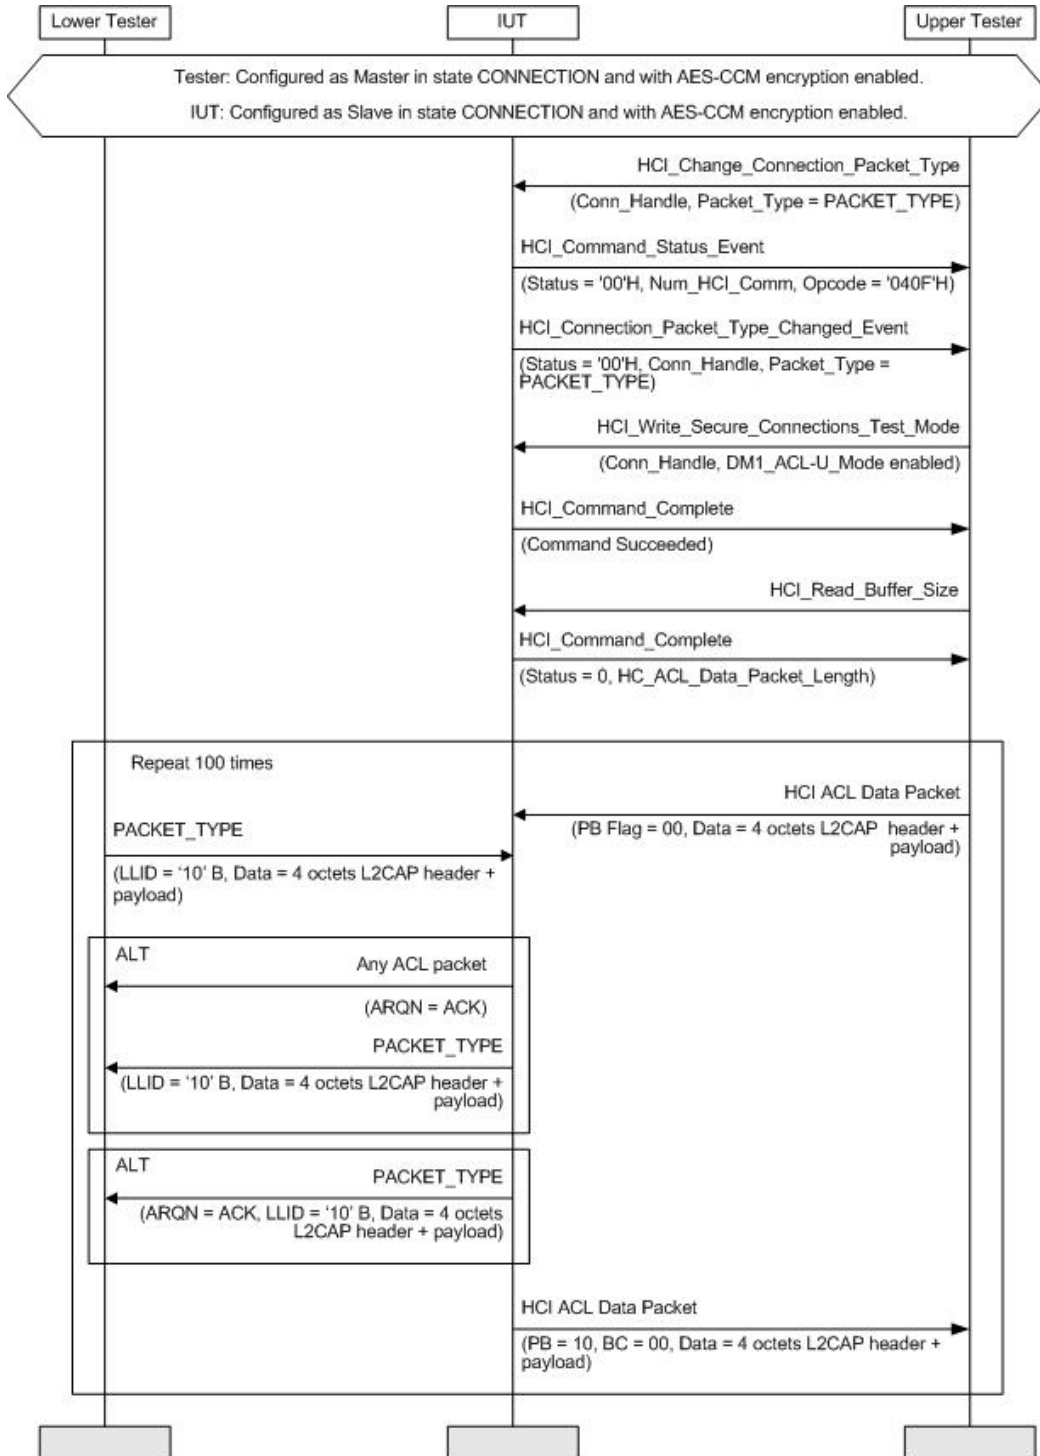 Lower Tester
IUT
Upper Tester
Tester: Configured as Master in state CONNECTION and with AES-CCM encryption enabled.
IUT: Configured as Slave in state CONNECTION and with AES-CCM encryption enabled.
HCI_Change_Connection_Packet_Type
(Conn_Handle, Packet_Type = PACKET_TYPE)
HCI_Command_Status_Event
(Status = '00'H, Num_HCI_Comm, Opcode = '040F'H)
HCI_Connection_Packet_Type_Changed_Event
(Status = '00'H, Conn_Handle, Packet_Type =
PACKET_TYPE)
HCI_Write_Secure_Connections_Test_Mode
(Conn_Handle, DM1_ACL-U_Mode enabled)
HCI_Command_Complete
(Command Succeeded)
HCI_Read_Buffer_Size
HCI_Command_Complete
(Status = 0, HC_ACL_Data_Packet_Length)
Repeat 100 times
HCI ACL Data Packet
(PB Flag = 00, Data = 4 octets L2CAP header +
payload)
PACKET_TYPE
(LLID = ‘10’ B, Data = 4 octets L2CAP header +
payload)
ALT
Any ACL packet
(ARQN = ACK)
PACKET_TYPE
(LLID = ‘10’ B, Data = 4 octets L2CAP header +
payload)
ALT
PACKET_TYPE
(ARQN = ACK, LLID = ‘10’ B, Data = 4 octets
L2CAP header + payload)
HCI ACL Data Packet
(PB = 10, BC = 00, Data = 4 octets L2CAP header +
payload)